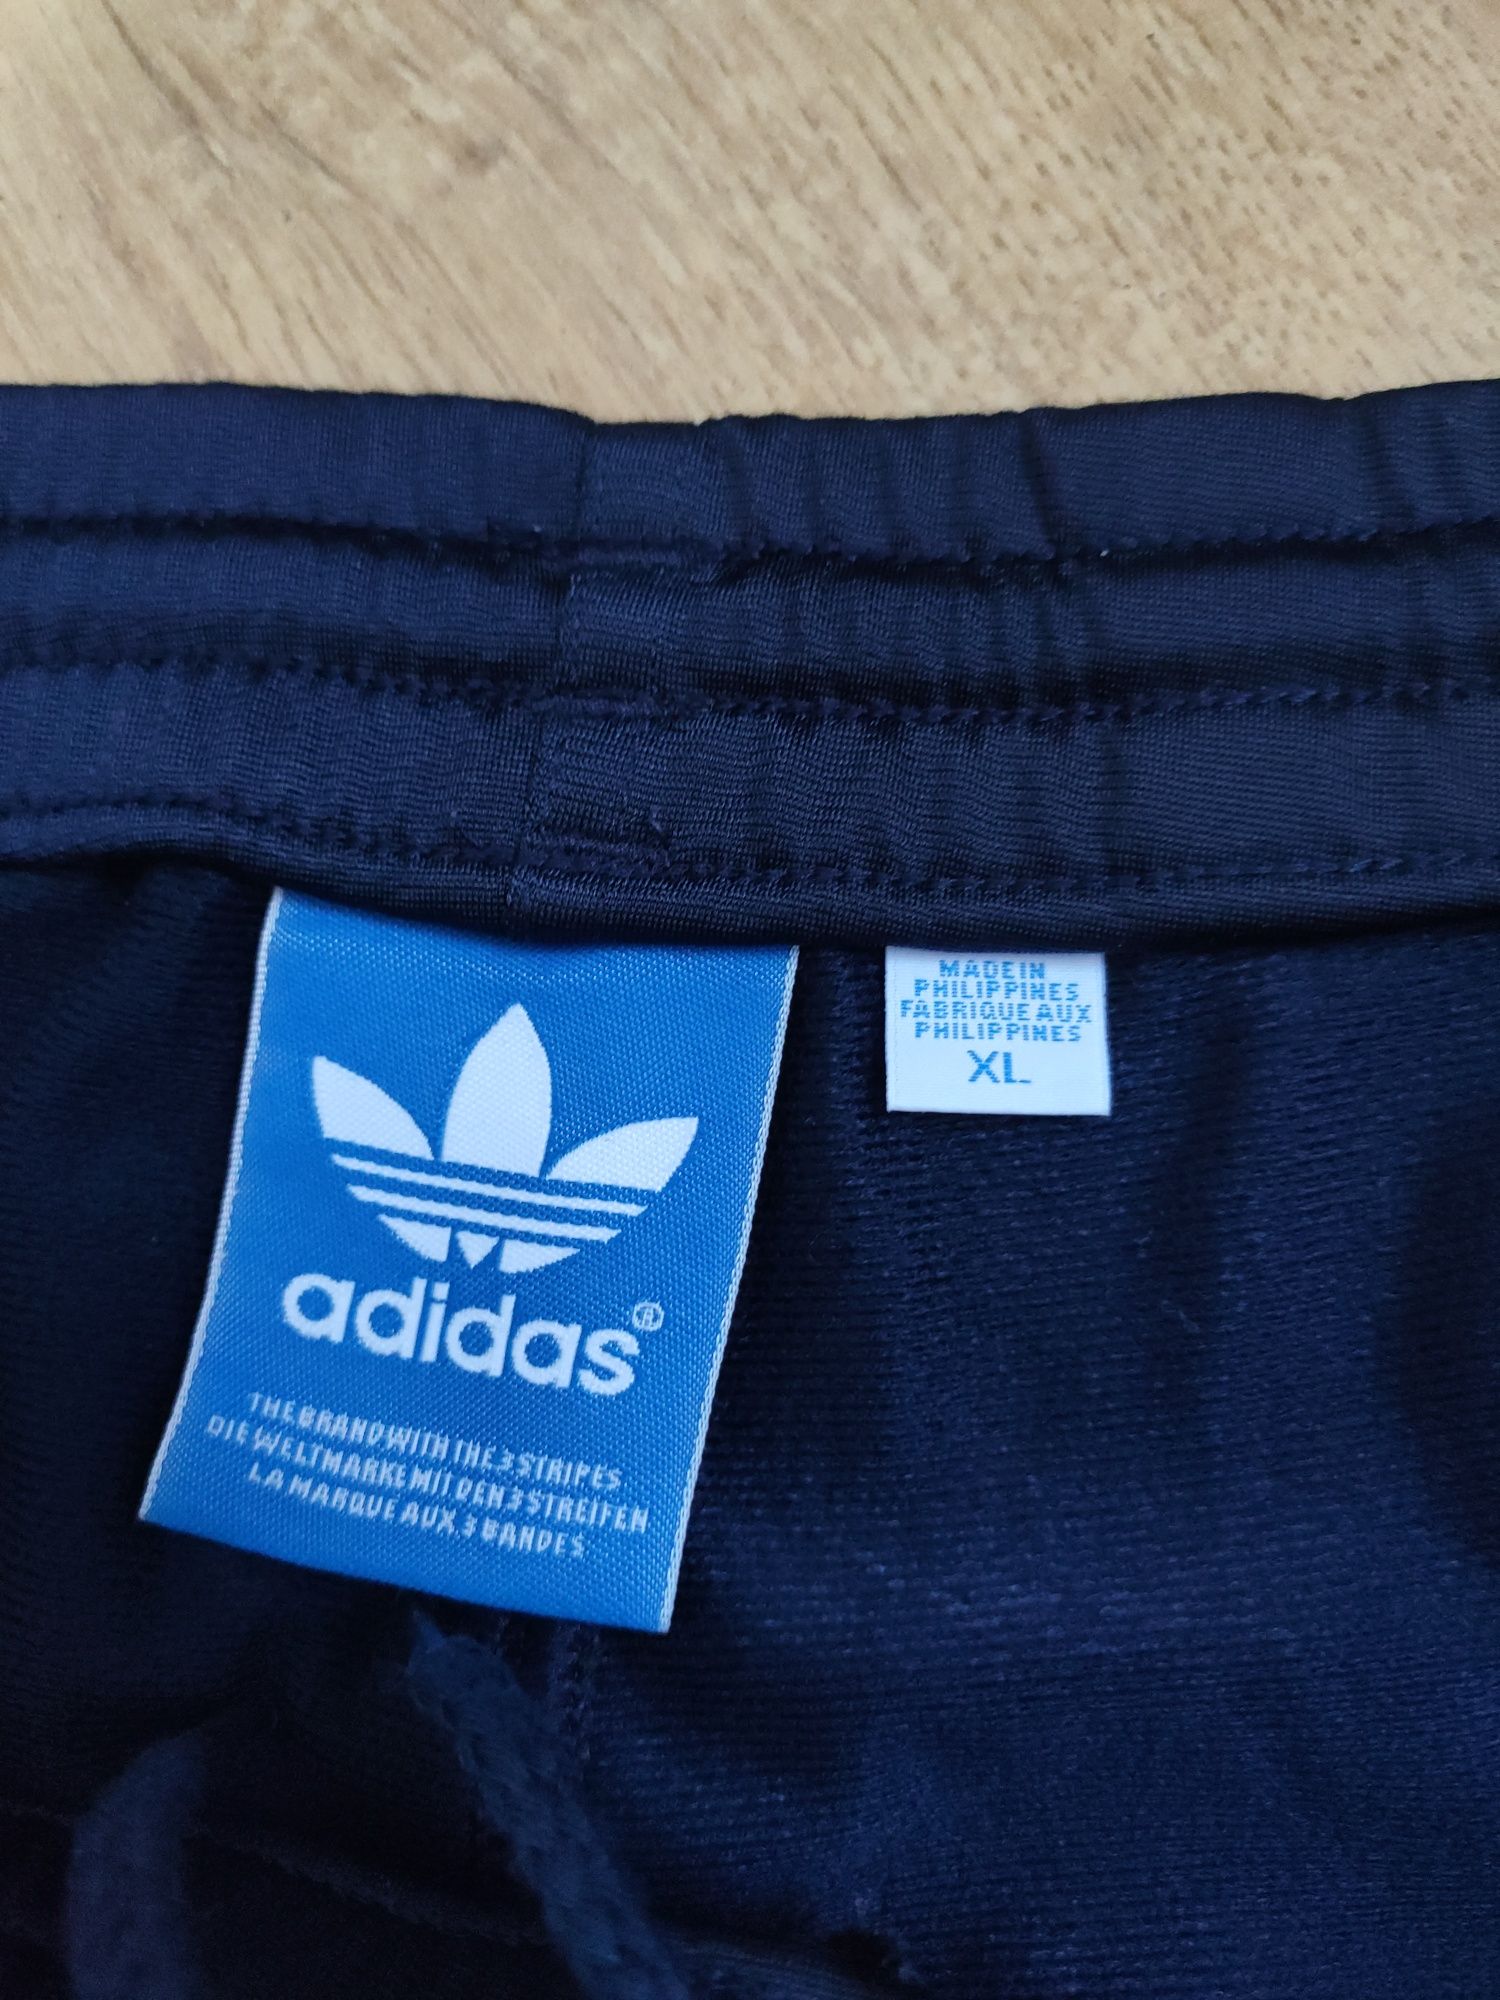 adidas®
THE BRAND WITH THE 3 STRIPES
DIE WELTMARKE MIT DEN 3 STREIFEN
LA MARQUE AUX 3 BANDES
MADE IN
PHILIPPINES
FABRIQUE AUX
PHILIPPINES
XL